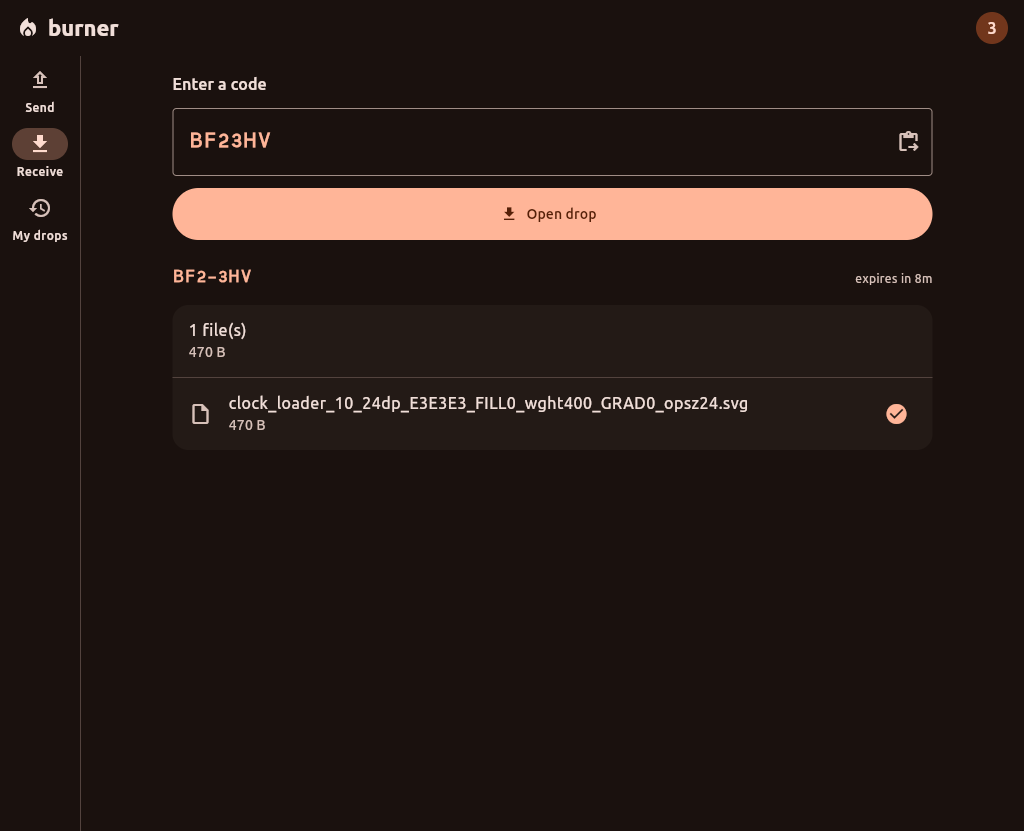 burner
3
Send
Receive
My drops
Enter a code
BF23HV
Open drop
BF2-3HV
expires in 8m
1 file(s)
470 B
clock_loader_10_24dp_E3E3E3_FILL0_wght400_GRAD0_opsz24.svg
470 B